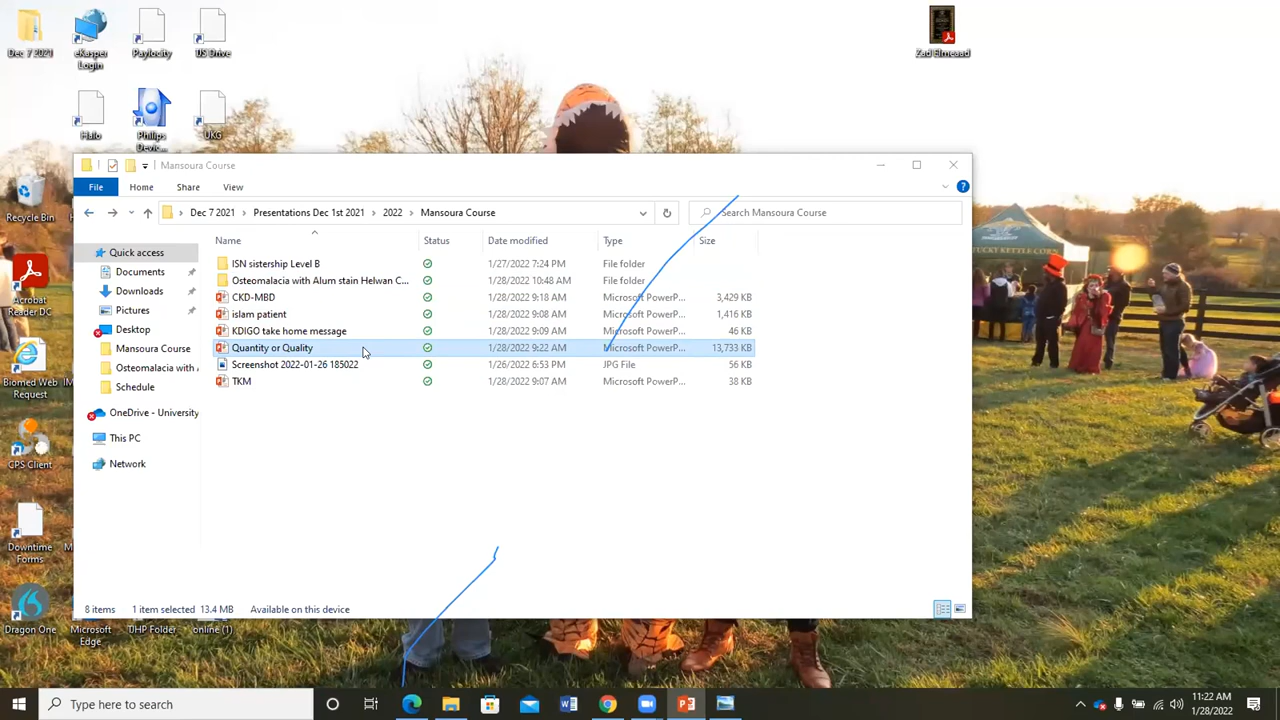 Dec 7 2021
eKasper Login
Paylocity
Zad Elmeaad
Halo
Philips Devic...
UKG
Recycle Bin
Acrobat Reader DC
Biomed Web Request
CPS Client
Downtime Forms
Dragon One
Microsoft Edge
IJHP Folder
online (1)
Mansoura Course
File Home Share View
Dec 7 2021 > Presentations Dec 1st 2021 > 2022 > Mansoura Course
Search Mansoura Course
Name Status Date modified Type Size
ISN sistership Level B 1/27/2022 7:24 PM File folder
Osteomalacia with Alum stain Helwan C... 1/28/2022 10:48 AM File folder
CKD-MBD 1/28/2022 9:18 AM Microsoft PowerP... 3,429 KB
islam patient 1/28/2022 9:08 AM Microsoft PowerP... 1,416 KB
KDIGO take home message 1/28/2022 9:09 AM Microsoft PowerP... 46 KB
Quantity or Quality 1/28/2022 9:22 AM Microsoft PowerP... 13,733 KB
Screenshot 2022-01-26 185022 1/26/2022 6:53 PM JPG File 56 KB
TKM 1/28/2022 9:07 AM Microsoft PowerP... 38 KB
Quick access
Documents
Downloads
Pictures
Desktop
Mansoura Course
Osteomalacia with
Schedule
OneDrive - University
This PC
Network
8 items 1 item selected 13.4 MB Available on this device
Type here to search
11:22 AM
1/28/2022